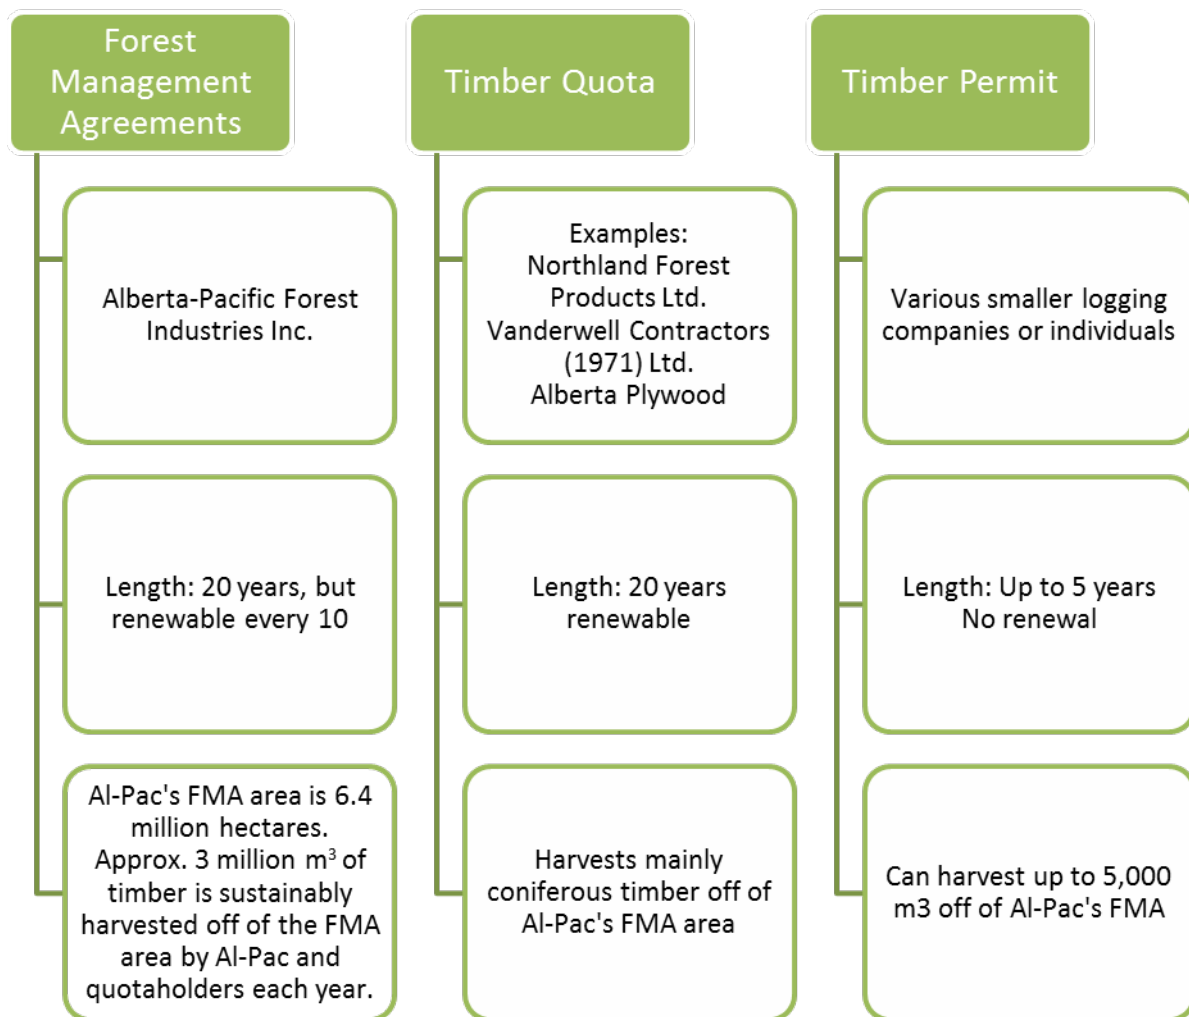 Forest
Management
Agreements
Alberta-Pacific Forest
Industries Inc.
Length: 20 years, but
renewable every 10
Al-Pac's FMA area is 6.4
million hectares.
Approx. 3 million m³ of
timber is sustainably
harvested off of the FMA
area by Al-Pac and
quotaholders each year.
Timber Quota
Examples:
Northland Forest
Products Ltd.
Vanderwell Contractors
(1971) Ltd.
Alberta Plywood
Length: 20 years
renewable
Harvests mainly
coniferous timber off of
Al-Pac's FMA area
Timber Permit
Various smaller logging
companies or individuals
Length: Up to 5 years
No renewal
Can harvest up to 5,000
m3 off of Al-Pac's FMA